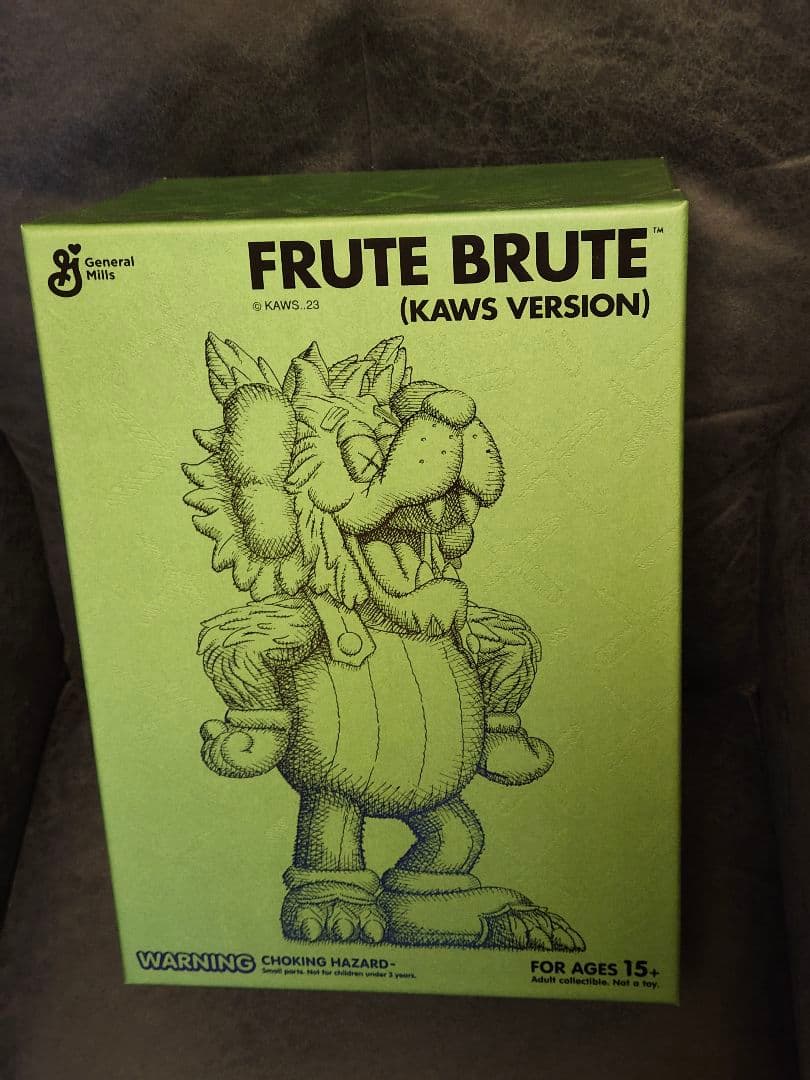 General
Mills
FRUTE BRUTE™
© KAWS..23
(KAWS VERSION)
WARNING CHOKING HAZARD-
Small parts. Not for children under 3 years.
FOR AGES 15+
Adult collectible. Not a toy.